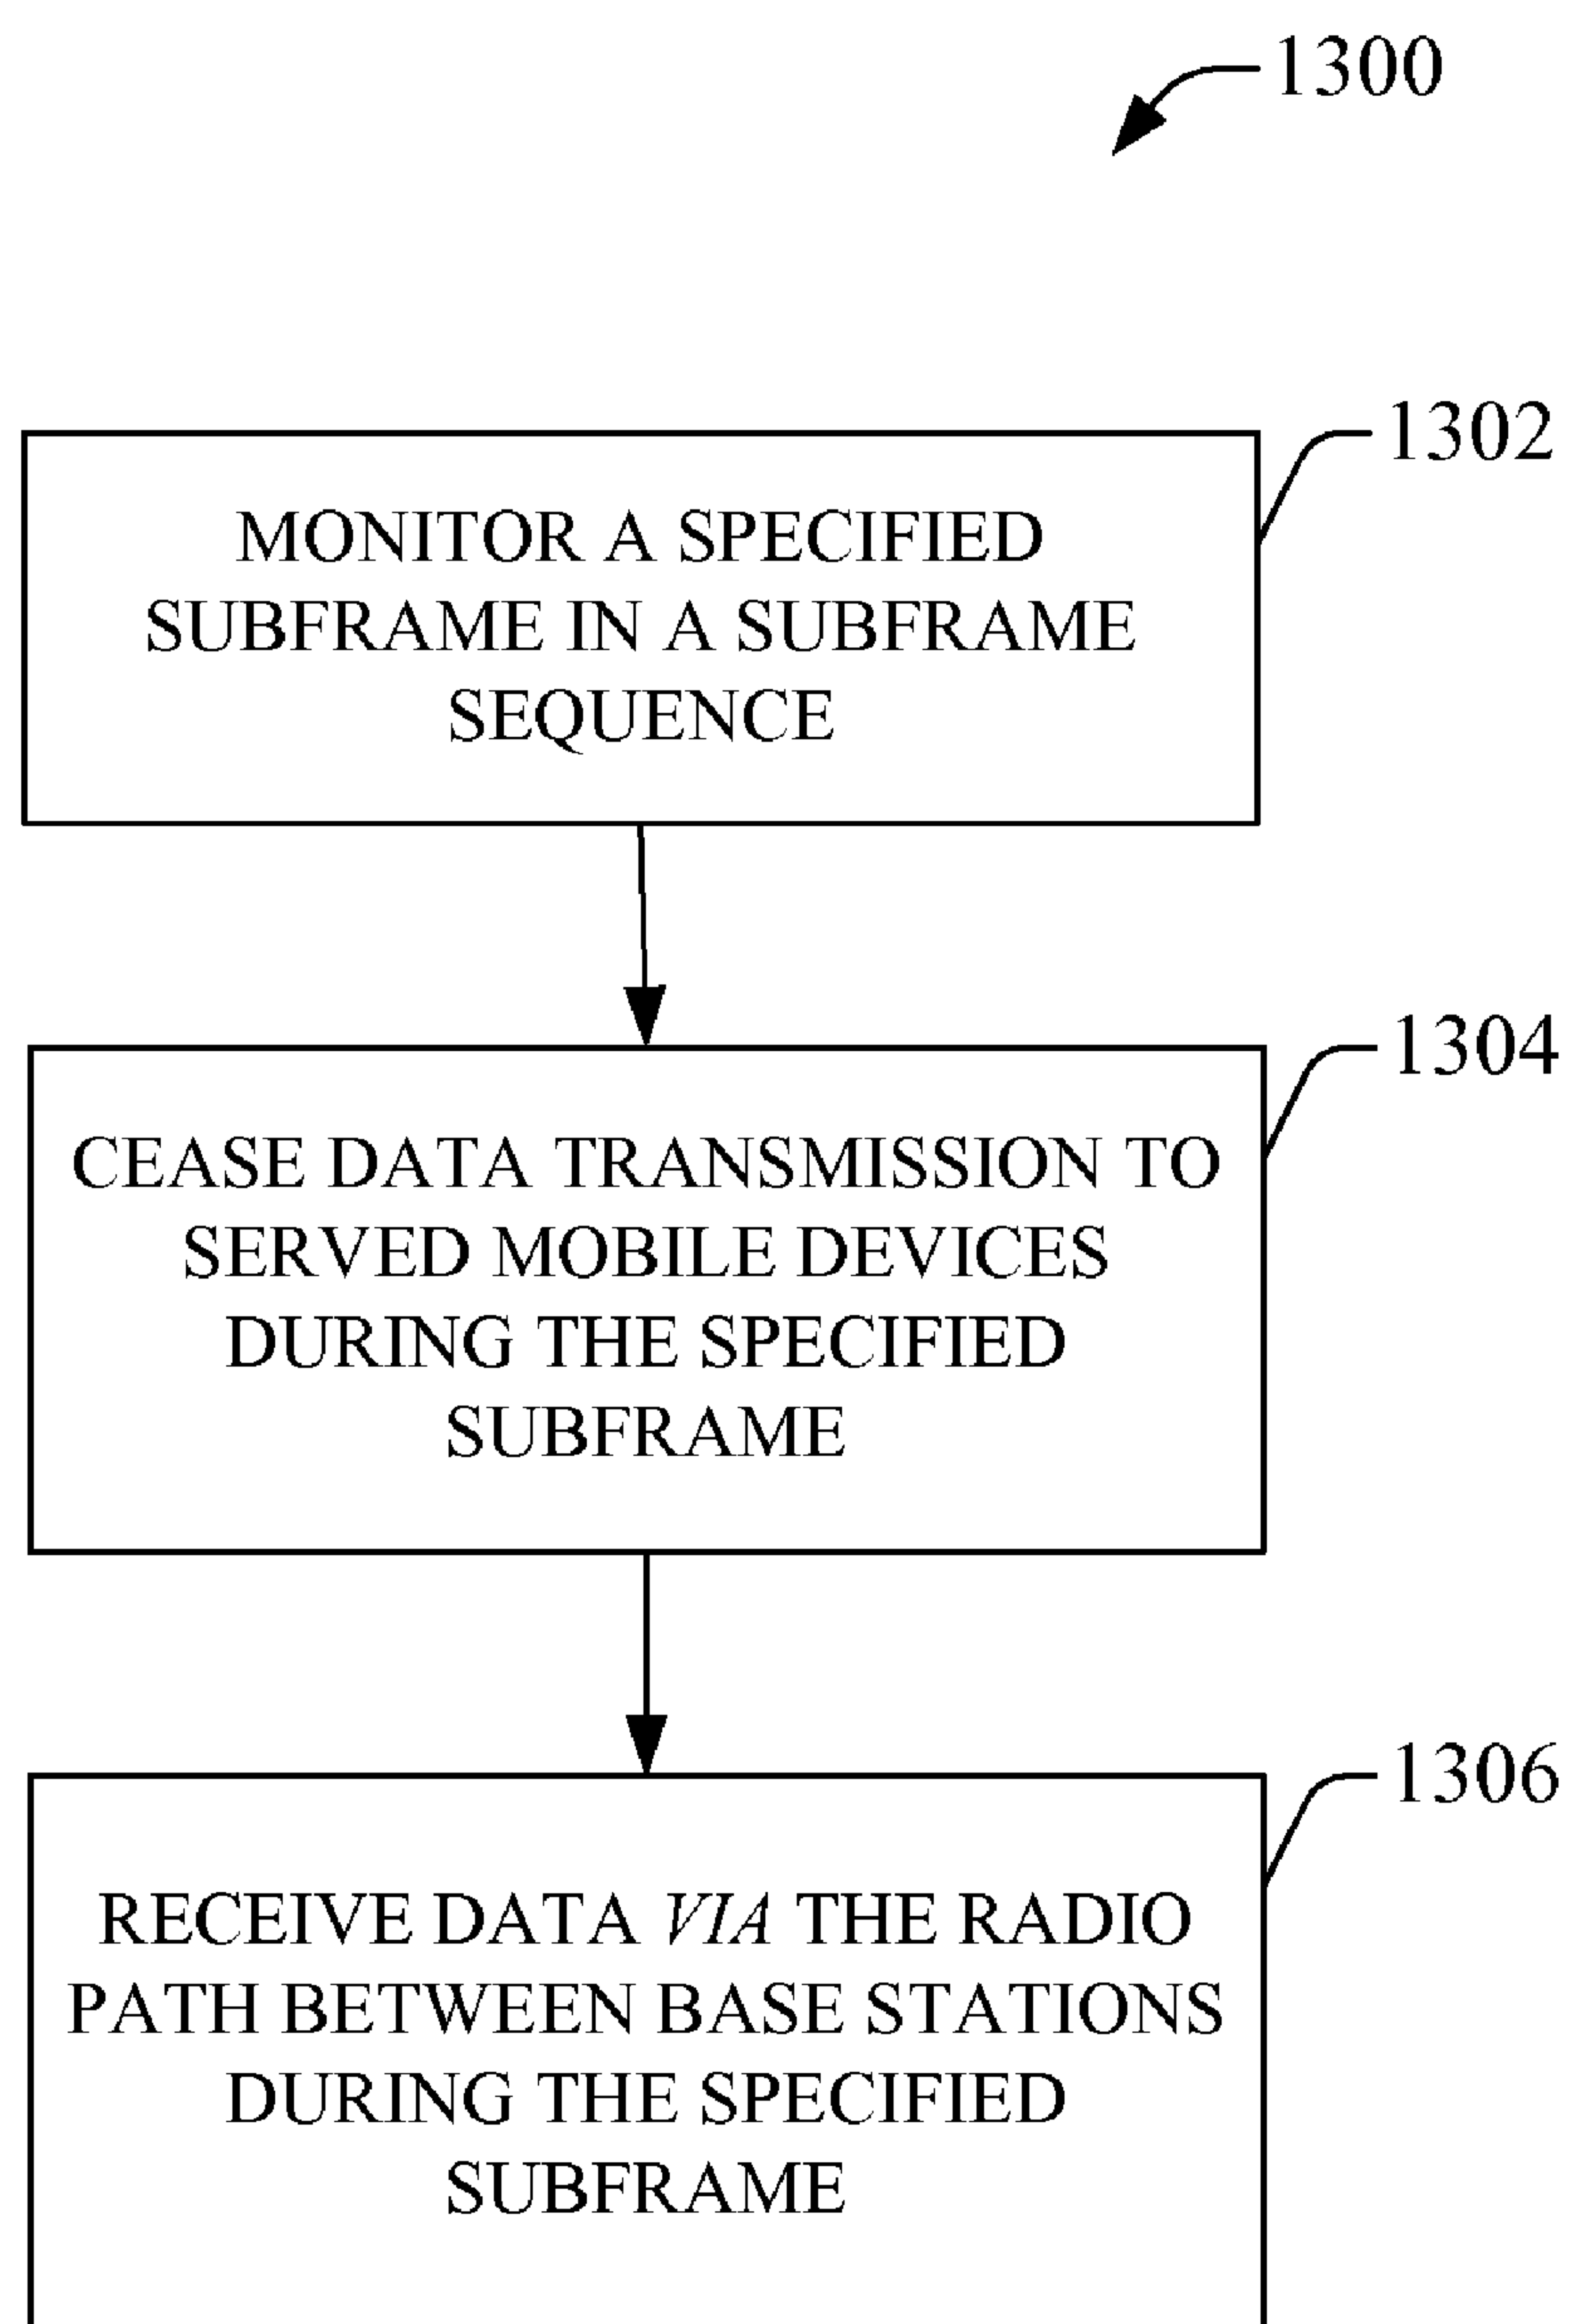 1300
1302
MONITOR A SPECIFIED
SUBFRAME IN A SUBFRAME
SEQUENCE
1304
CEASE DATA TRANSMISSION TO
SERVED MOBILE DEVICES
DURING THE SPECIFIED
SUBFRAME
1306
RECEIVE DATA VIA THE RADIO
PATH BETWEEN BASE STATIONS
DURING THE SPECIFIED
SUBFRAME